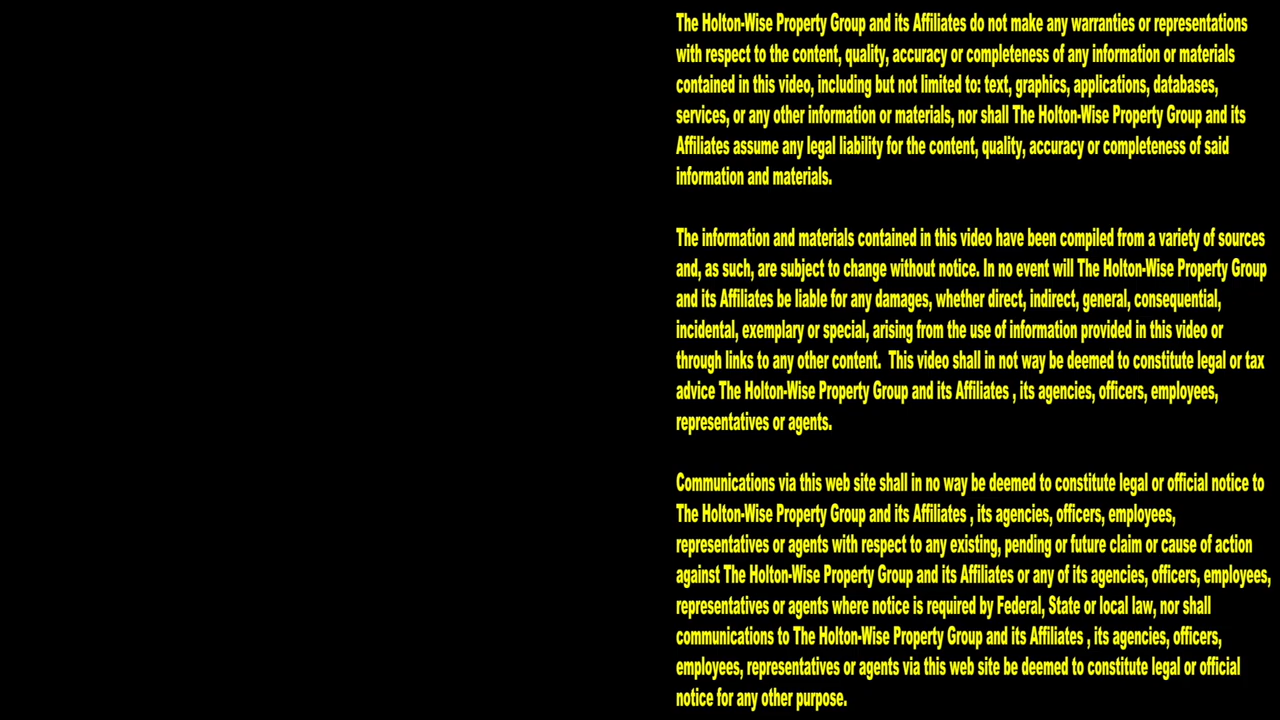 The Holton-Wise Property Group and its Affiliates do not make any warranties or representations
with respect to the content, quality, accuracy or completeness of any information or materials
contained in this video, including but not limited to: text, graphics, applications, databases,
services, or any other information or materials, nor shall The Holton-Wise Property Group and its
Affiliates assume any legal liability for the content, quality, accuracy or completeness of said
information and materials.
The information and materials contained in this video have been compiled from a variety of sources
and, as such, are subject to change without notice. In no event will The Holton-Wise Property Group
and its Affiliates be liable for any damages, whether direct, indirect, general, consequential,
incidental, exemplary or special, arising from the use of information provided in this video or
through links to any other content.  This video shall in not way be deemed to constitute legal or tax
advice The Holton-Wise Property Group and its Affiliates , its agencies, officers, employees,
representatives or agents.
Communications via this web site shall in no way be deemed to constitute legal or official notice to
The Holton-Wise Property Group and its Affiliates , its agencies, officers, employees,
representatives or agents with respect to any existing, pending or future claim or cause of action
against The Holton-Wise Property Group and its Affiliates or any of its agencies, officers, employees,
representatives or agents where notice is required by Federal, State or local law, nor shall
communications to The Holton-Wise Property Group and its Affiliates , its agencies, officers,
employees, representatives or agents via this web site be deemed to constitute legal or official
notice for any other purpose.